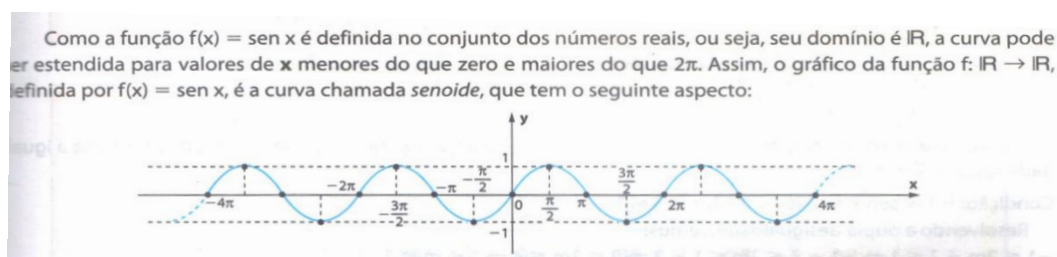 Como a função f(x) = sen x é definida no conjunto dos números reais, ou seja, seu domínio é IR, a curva pode
er estendida para valores de x menores do que zero e maiores do que 2π. Assim, o gráfico da função f: IR → IR,
definida por f(x) = sen x, é a curva chamada senoide, que tem o seguinte aspecto:
y
1
-4π
-2π
-3π/2
-π
-π/2
0
π/2
π
3π/2
2π
4π
x
-1